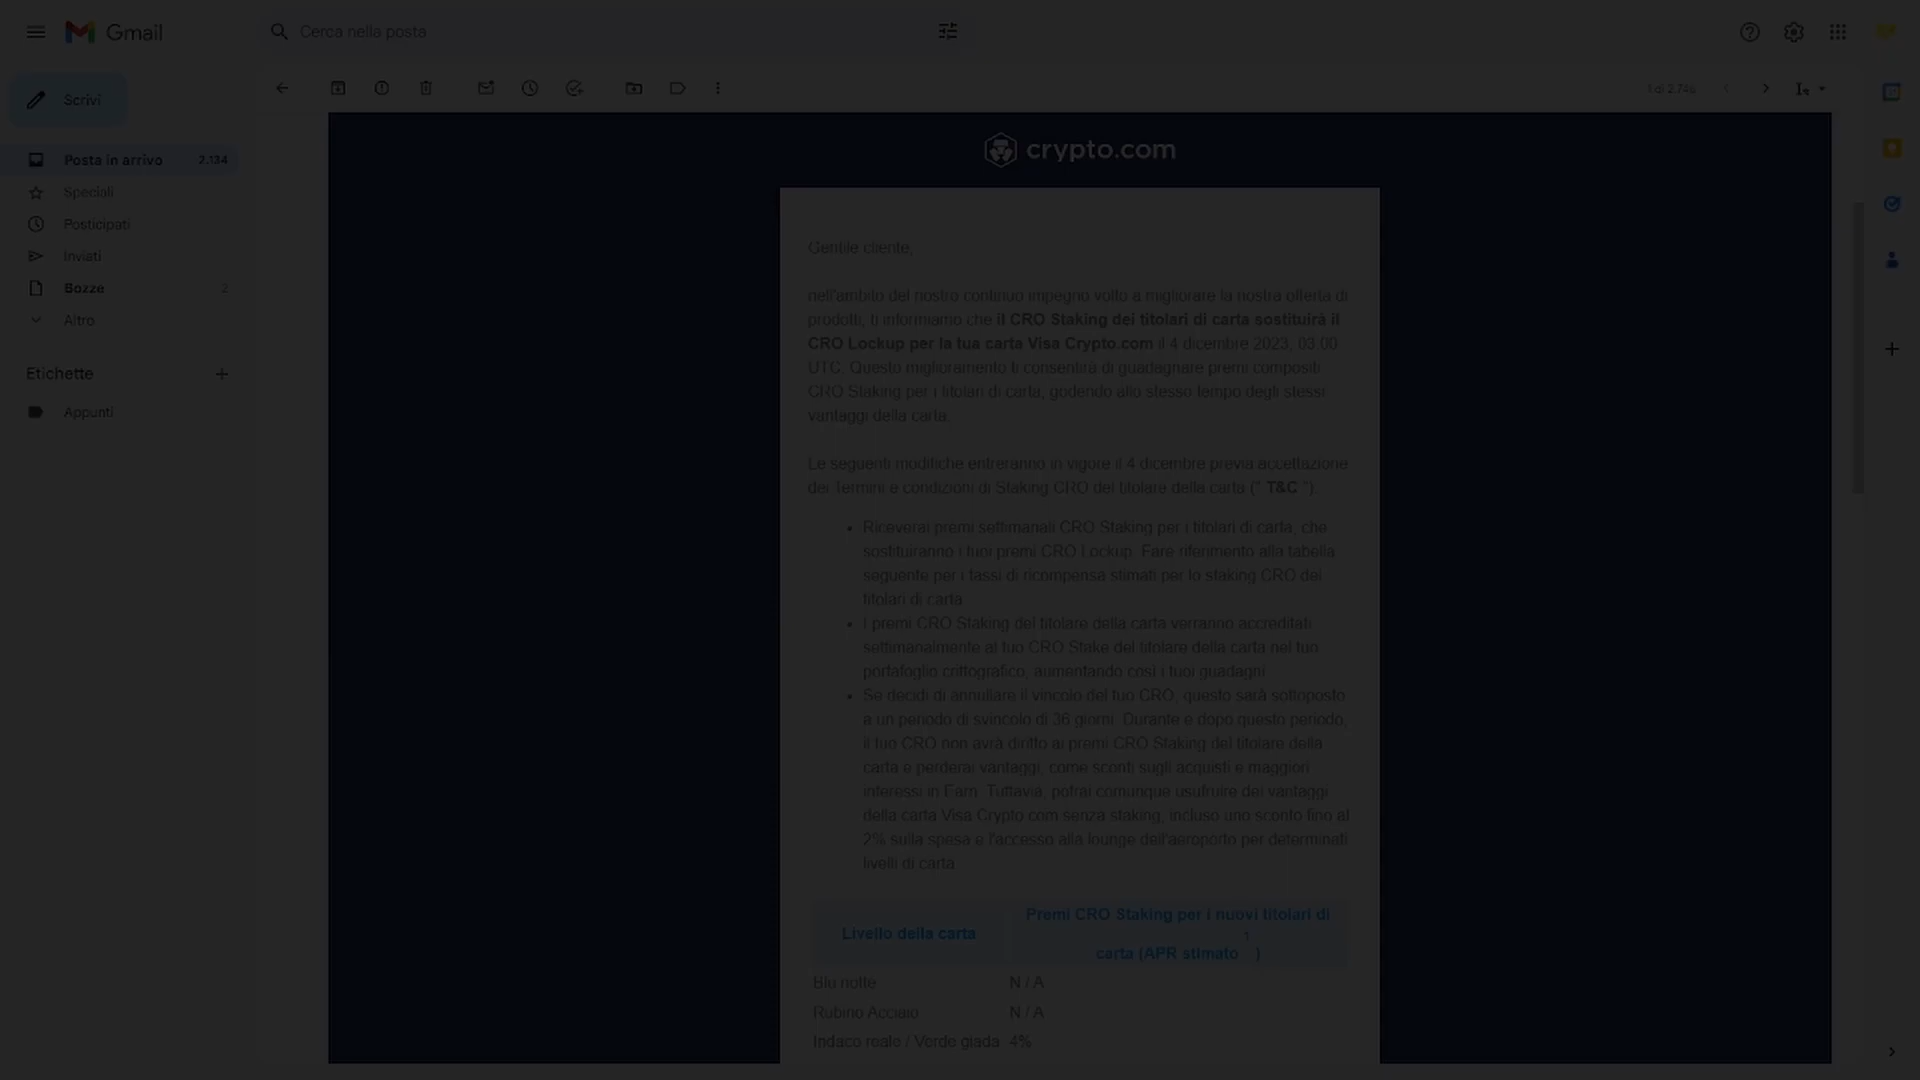 Gmail
Cerca nella posta
Scrivi
Posta in arrivo 2.134
Speciali
Posticipati
Inviati
Bozze 2
Altro
Etichette
Appunti
crypto.com
Gentile cliente,
nell'ambito del nostro continuo impegno volto a migliorare la nostra offerta di
prodotti, ti informiamo che il CRO Staking dei titolari di carta sostituirà il
CRO Lockup per la tua carta Visa Crypto.com il 4 dicembre 2023, 03:00
UTC. Questo miglioramento ti consentirà di guadagnare premi compositi
CRO Staking per i titolari di carta, godendo allo stesso tempo degli stessi
vantaggi della carta.
Le seguenti modifiche entreranno in vigore il 4 dicembre previa accettazione
dei Termini e condizioni di Staking CRO del titolare della carta (" T&C ").
• Riceverai premi settimanali CRO Staking per i titolari di carta, che
sostituiranno i tuoi premi CRO Lockup. Fare riferimento alla tabella
seguente per i tassi di ricompensa stimati per lo staking CRO dei
titolari di carta
• I premi CRO Staking del titolare della carta verranno accreditati
settimanalmente al tuo CRO Stake del titolare della carta nel tuo
portafoglio crittografico, aumentando così i tuoi guadagni
• Se decidi di annullare il vincolo del tuo CRO, questo sarà sottoposto
a un periodo di svincolo di 36 giorni. Durante e dopo questo periodo,
il tuo CRO non avrà diritto ai premi CRO Staking del titolare della
carta e perderai vantaggi, come sconti sugli acquisti e maggiori
interessi in Earn. Tuttavia, potrai comunque usufruire dei vantaggi
della carta Visa Crypto.com senza staking, incluso uno sconto fino al
2% sulla spesa e l'accesso alla lounge dell'aeroporto per determinati
livelli di carta
Livello della carta
Premi CRO Staking per i nuovi titolari di
carta (APR stimato 1 )
Blu notte N / A
Rubino Acciaio N / A
Indaco reale / Verde giada 4%